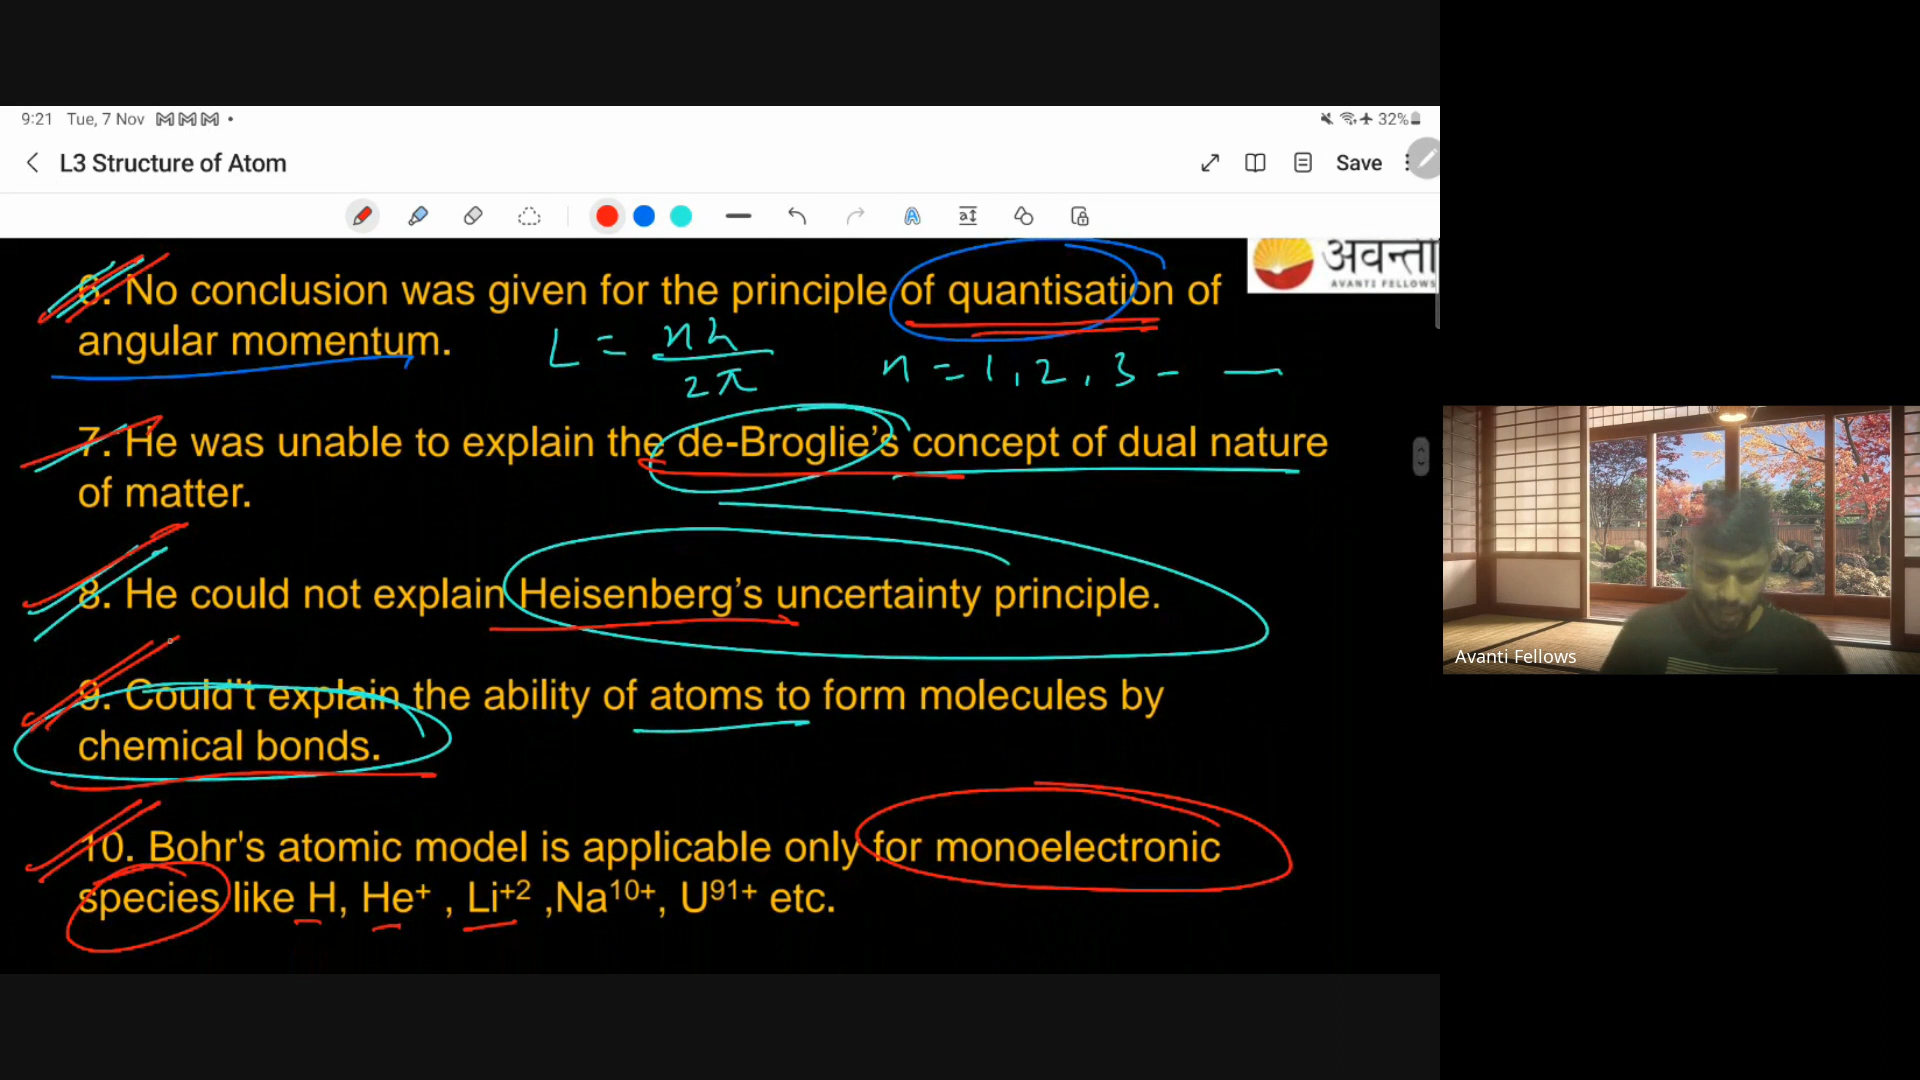 9:21 Tue, 7 Nov
32%
L3 Structure of Atom
Save
अवन्ती
AVANTI FELLOWS
6. No conclusion was given for the principle of quantisation of
angular momentum.
L = nh/2π n = 1, 2, 3 - —
7. He was unable to explain the de-Broglie’s concept of dual nature
of matter.
8. He could not explain Heisenberg’s uncertainty principle.
9. Could’t explain the ability of atoms to form molecules by
chemical bonds.
10. Bohr's atomic model is applicable only for monoelectronic
species like H, He⁺ , Li⁺² ,Na¹⁰⁺, U⁹¹⁺ etc.
Avanti Fellows